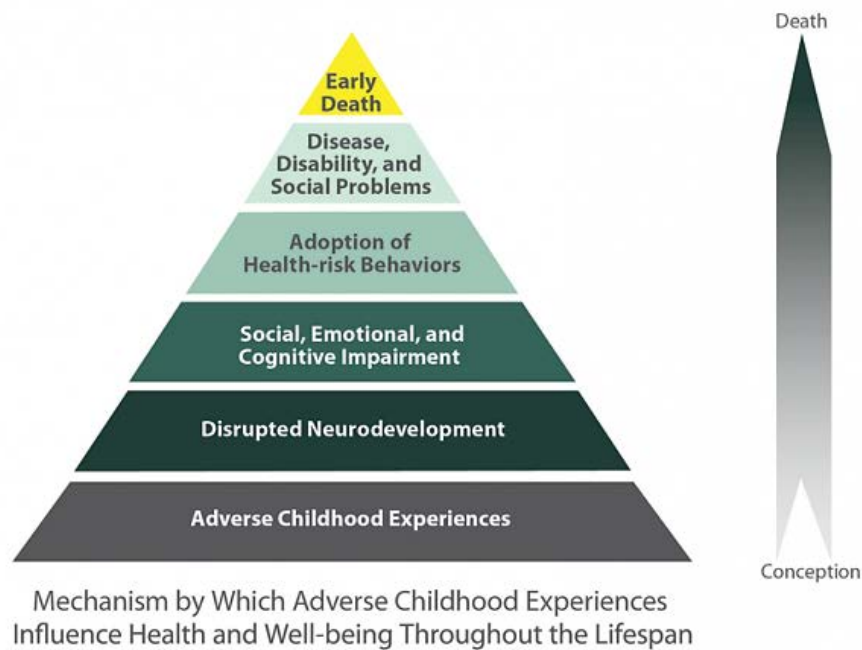 Death
Early
Death
Disease,
Disability, and
Social Problems
Adoption of
Health-risk Behaviors
Social, Emotional, and
Cognitive Impairment
Disrupted Neurodevelopment
Adverse Childhood Experiences
Conception
Mechanism by Which Adverse Childhood Experiences
Influence Health and Well-being Throughout the Lifespan